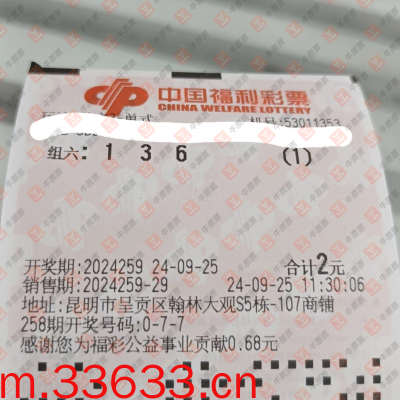 中国福利彩票
CHINA WELFARE LOTTERY
机号:53011353
组六: 1 3 6 (1)
开奖期:2024259 24-09-25 合计2元
销售期:2024259-29 24-09-25 11:30:06
地址:昆明市呈贡区翰林大观S5栋-107商铺
258期开奖号码:0-7-7
感谢您为福彩公益事业贡献0.68元
m.33633.cn